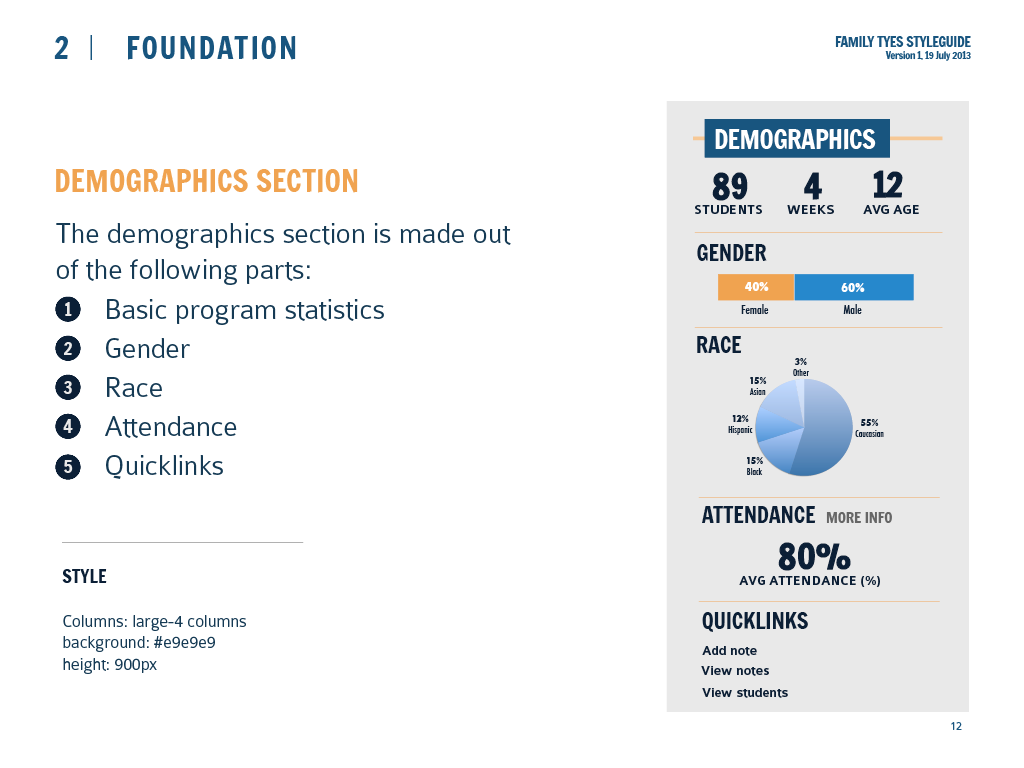 2 | FOUNDATION
FAMILY TYES STYLEGUIDE
Version 1, 19 July 2013
DEMOGRAPHICS SECTION
The demographics section is made out
of the following parts:
1 Basic program statistics
2 Gender
3 Race
4 Attendance
5 Quicklinks
STYLE
Columns: large-4 columns
background: #e9e9e9
height: 900px
DEMOGRAPHICS
89 4 12
STUDENTS WEEKS AVG AGE
GENDER
40% 60%
Female Male
RACE
3%
Other
15%
Asian
12%
Hispanic
55%
Caucasian
15%
Black
ATTENDANCE MORE INFO
80%
AVG ATTENDANCE (%)
QUICKLINKS
Add note
View notes
View students
12